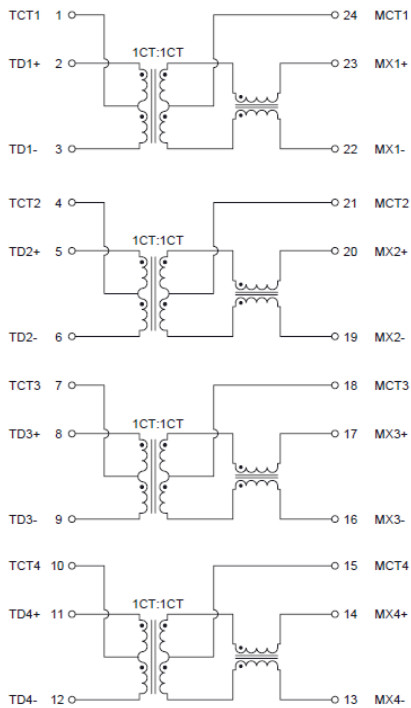 TCT1 1 24 MCT1
1CT:1CT
TD1+ 2 23 MX1+
TD1- 3 22 MX1-
TCT2 4 21 MCT2
1CT:1CT
TD2+ 5 20 MX2+
TD2- 6 19 MX2-
TCT3 7 18 MCT3
1CT:1CT
TD3+ 8 17 MX3+
TD3- 9 16 MX3-
TCT4 10 15 MCT4
1CT:1CT
TD4+ 11 14 MX4+
TD4- 12 13 MX4-